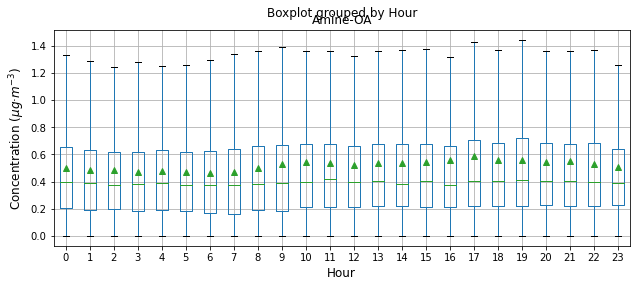 Boxplot grouped by Hour
Amine-OA
Concentration (μg·m⁻³)
1.4
1.2
1.0
0.8
0.6
0.4
0.2
0.0
0 1 2 3 4 5 6 7 8 9 10 11 12 13 14 15 16 17 18 19 20 21 22 23
Hour